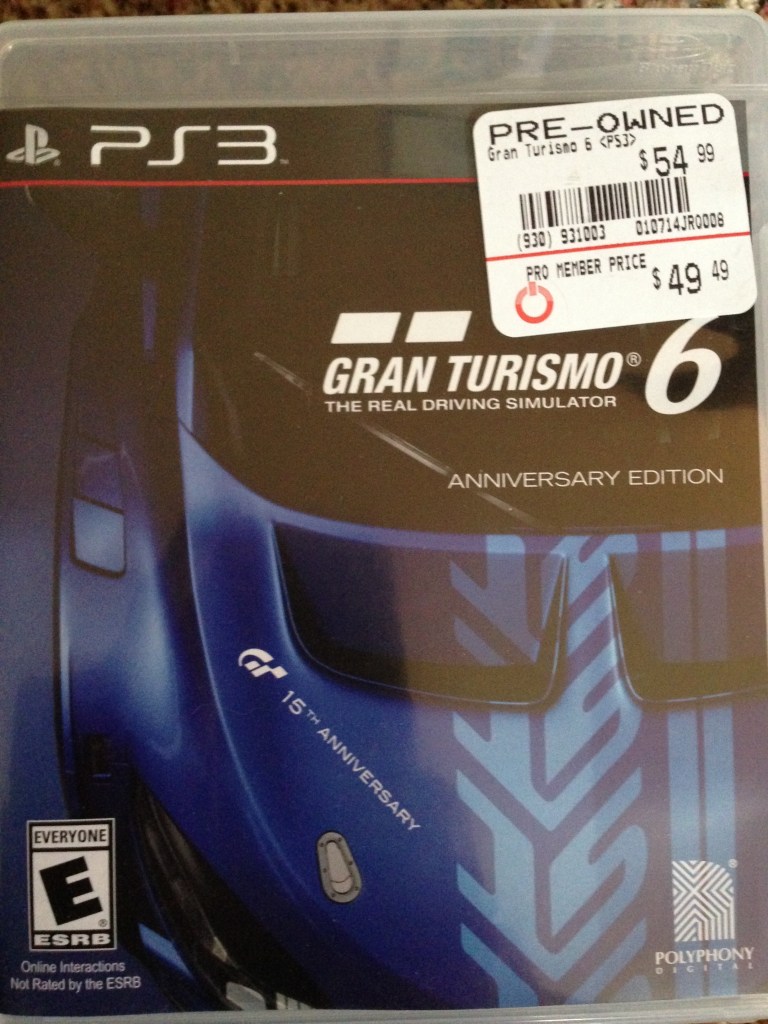 PS3
PRE-OWNED
Gran Turismo 6 <PS3>
$54 99
(930) 931003 010714JR0008
PRO MEMBER PRICE
$49 49
GRAN TURISMO® 6
THE REAL DRIVING SIMULATOR
ANNIVERSARY EDITION
GT
15TH ANNIVERSARY
EVERYONE
E
ESRB
Online Interactions
Not Rated by the ESRB
POLYPHONY
DIGITAL